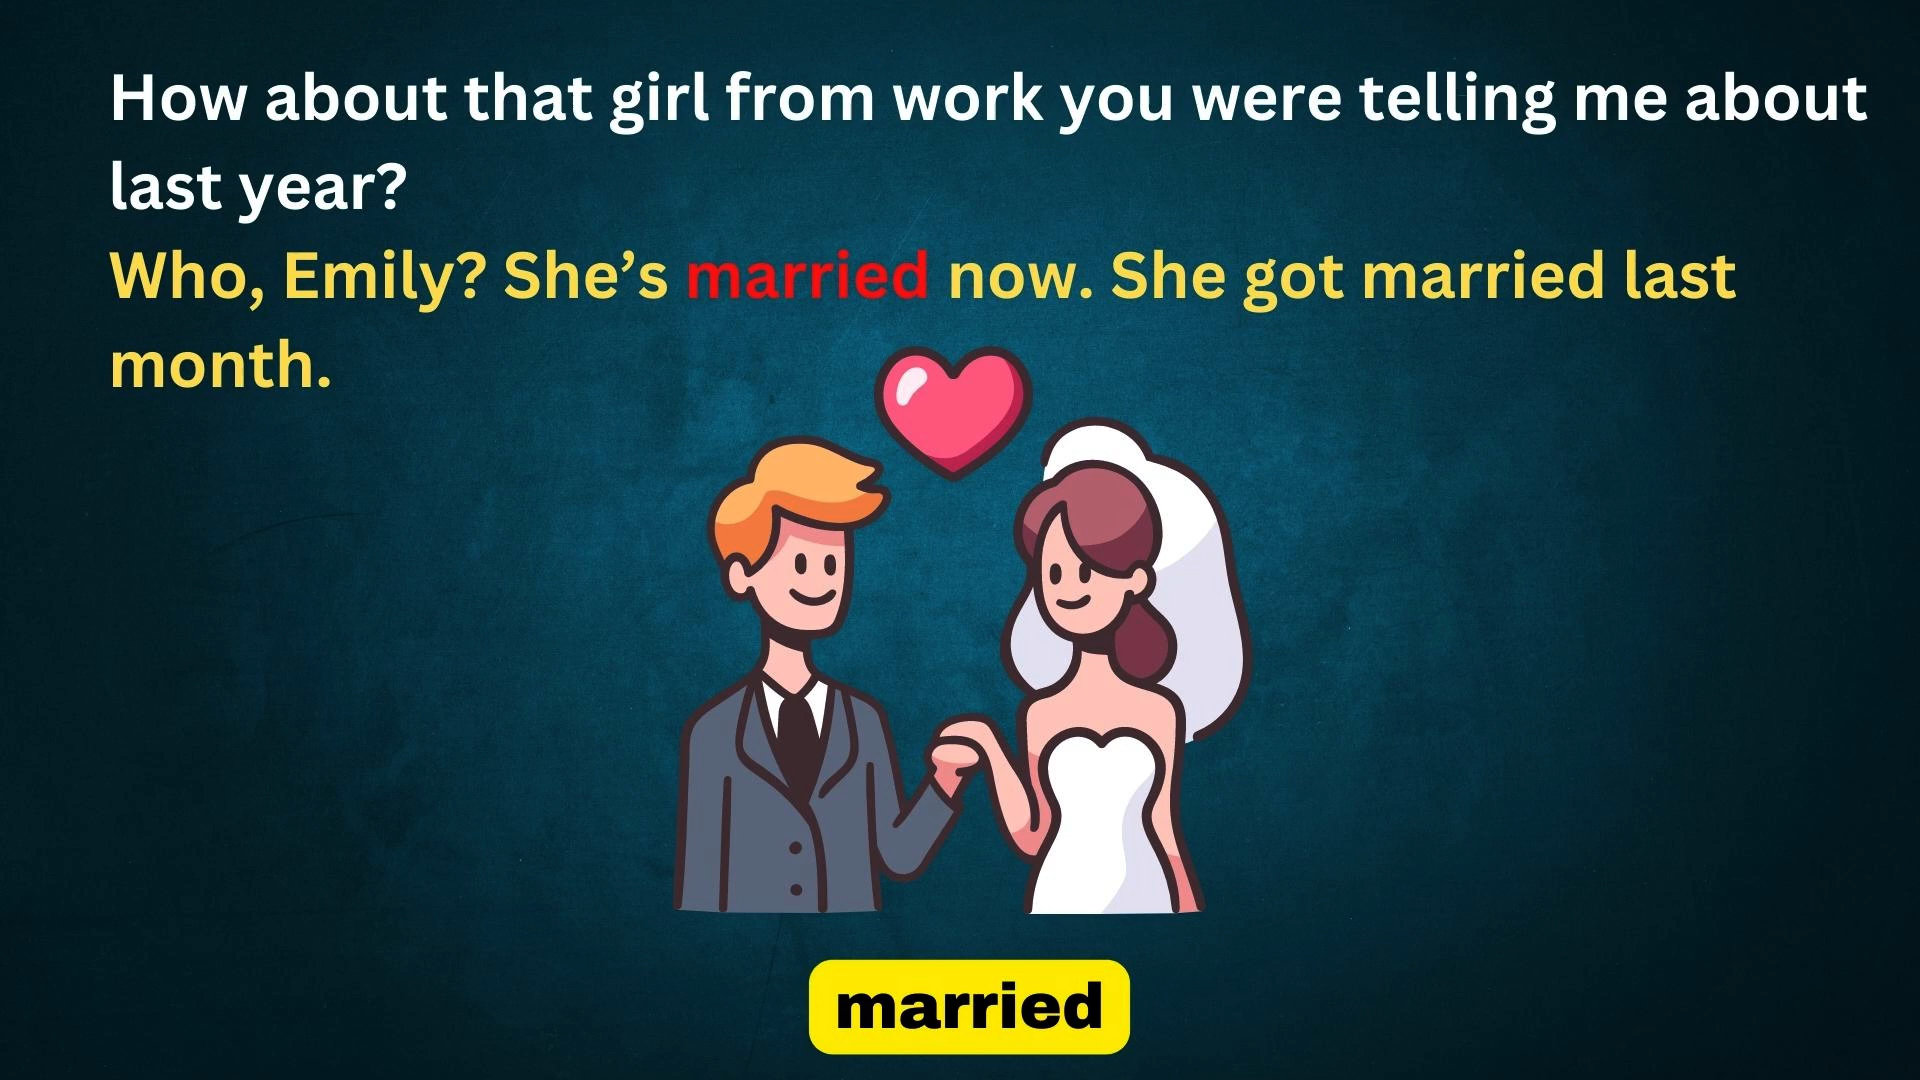 How about that girl from work you were telling me about
last year?
Who, Emily? She’s married now. She got married last
month.
married